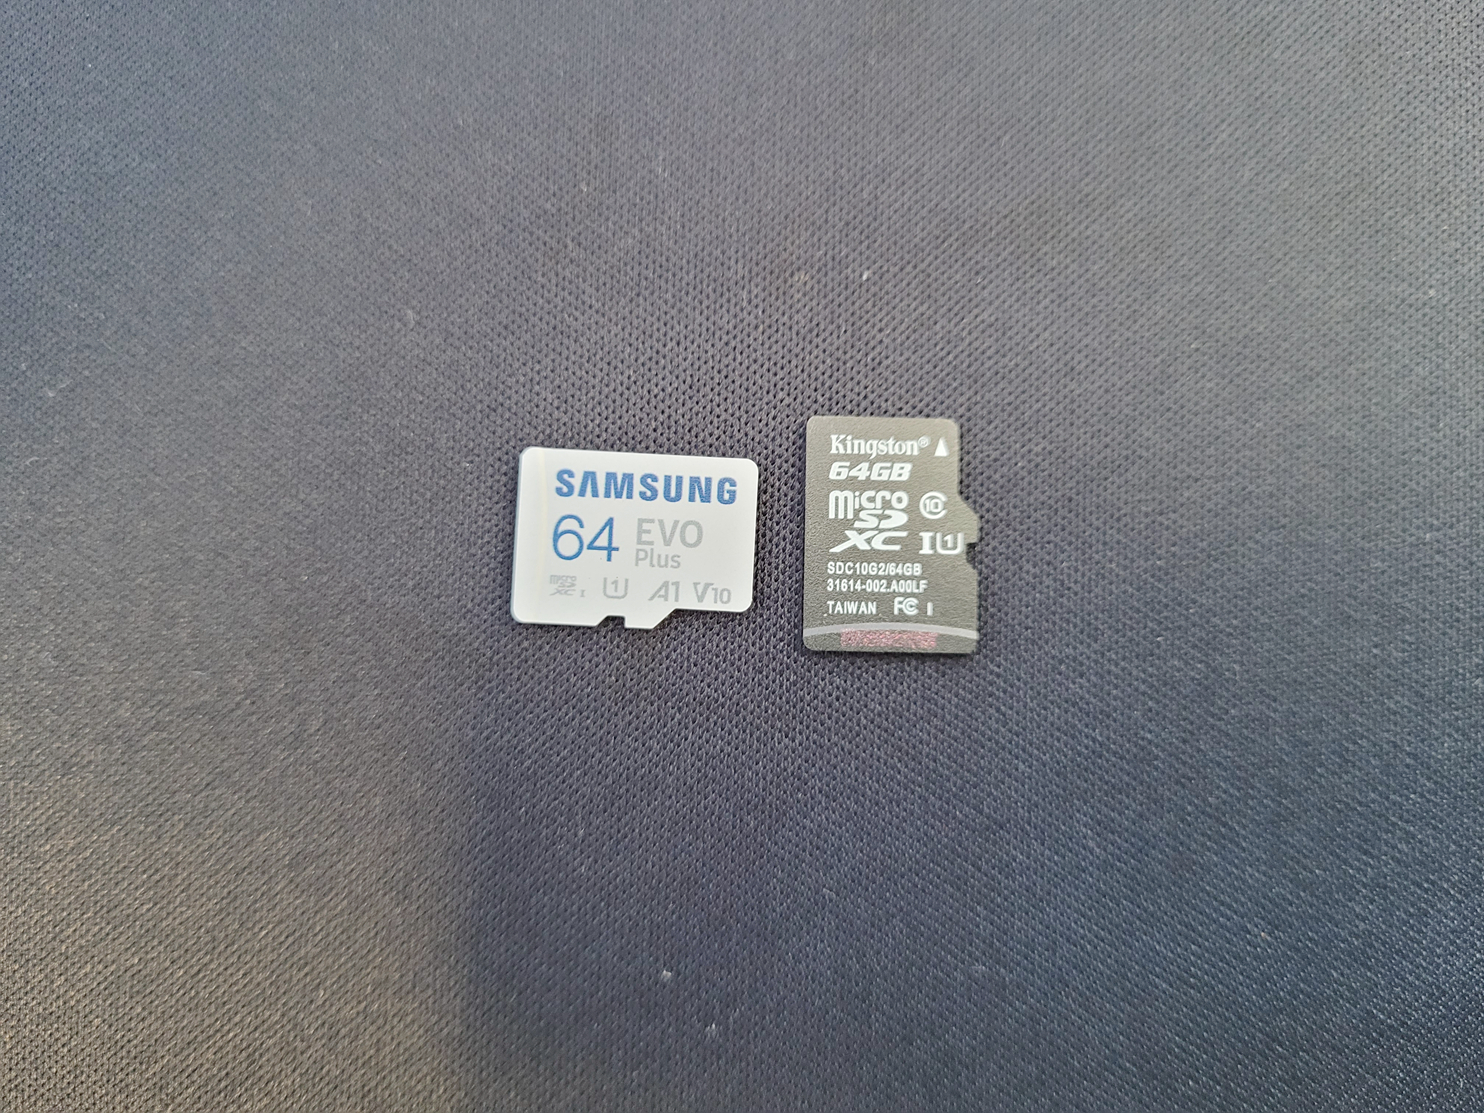 SAMSUNG
64 EVO
Plus
micro SD XC I U1 A1 V10
Kingston®
64GB
micro
SD 10
XC I U1
SDC10G2/64GB
31614-002.A00LF
TAIWAN FC I